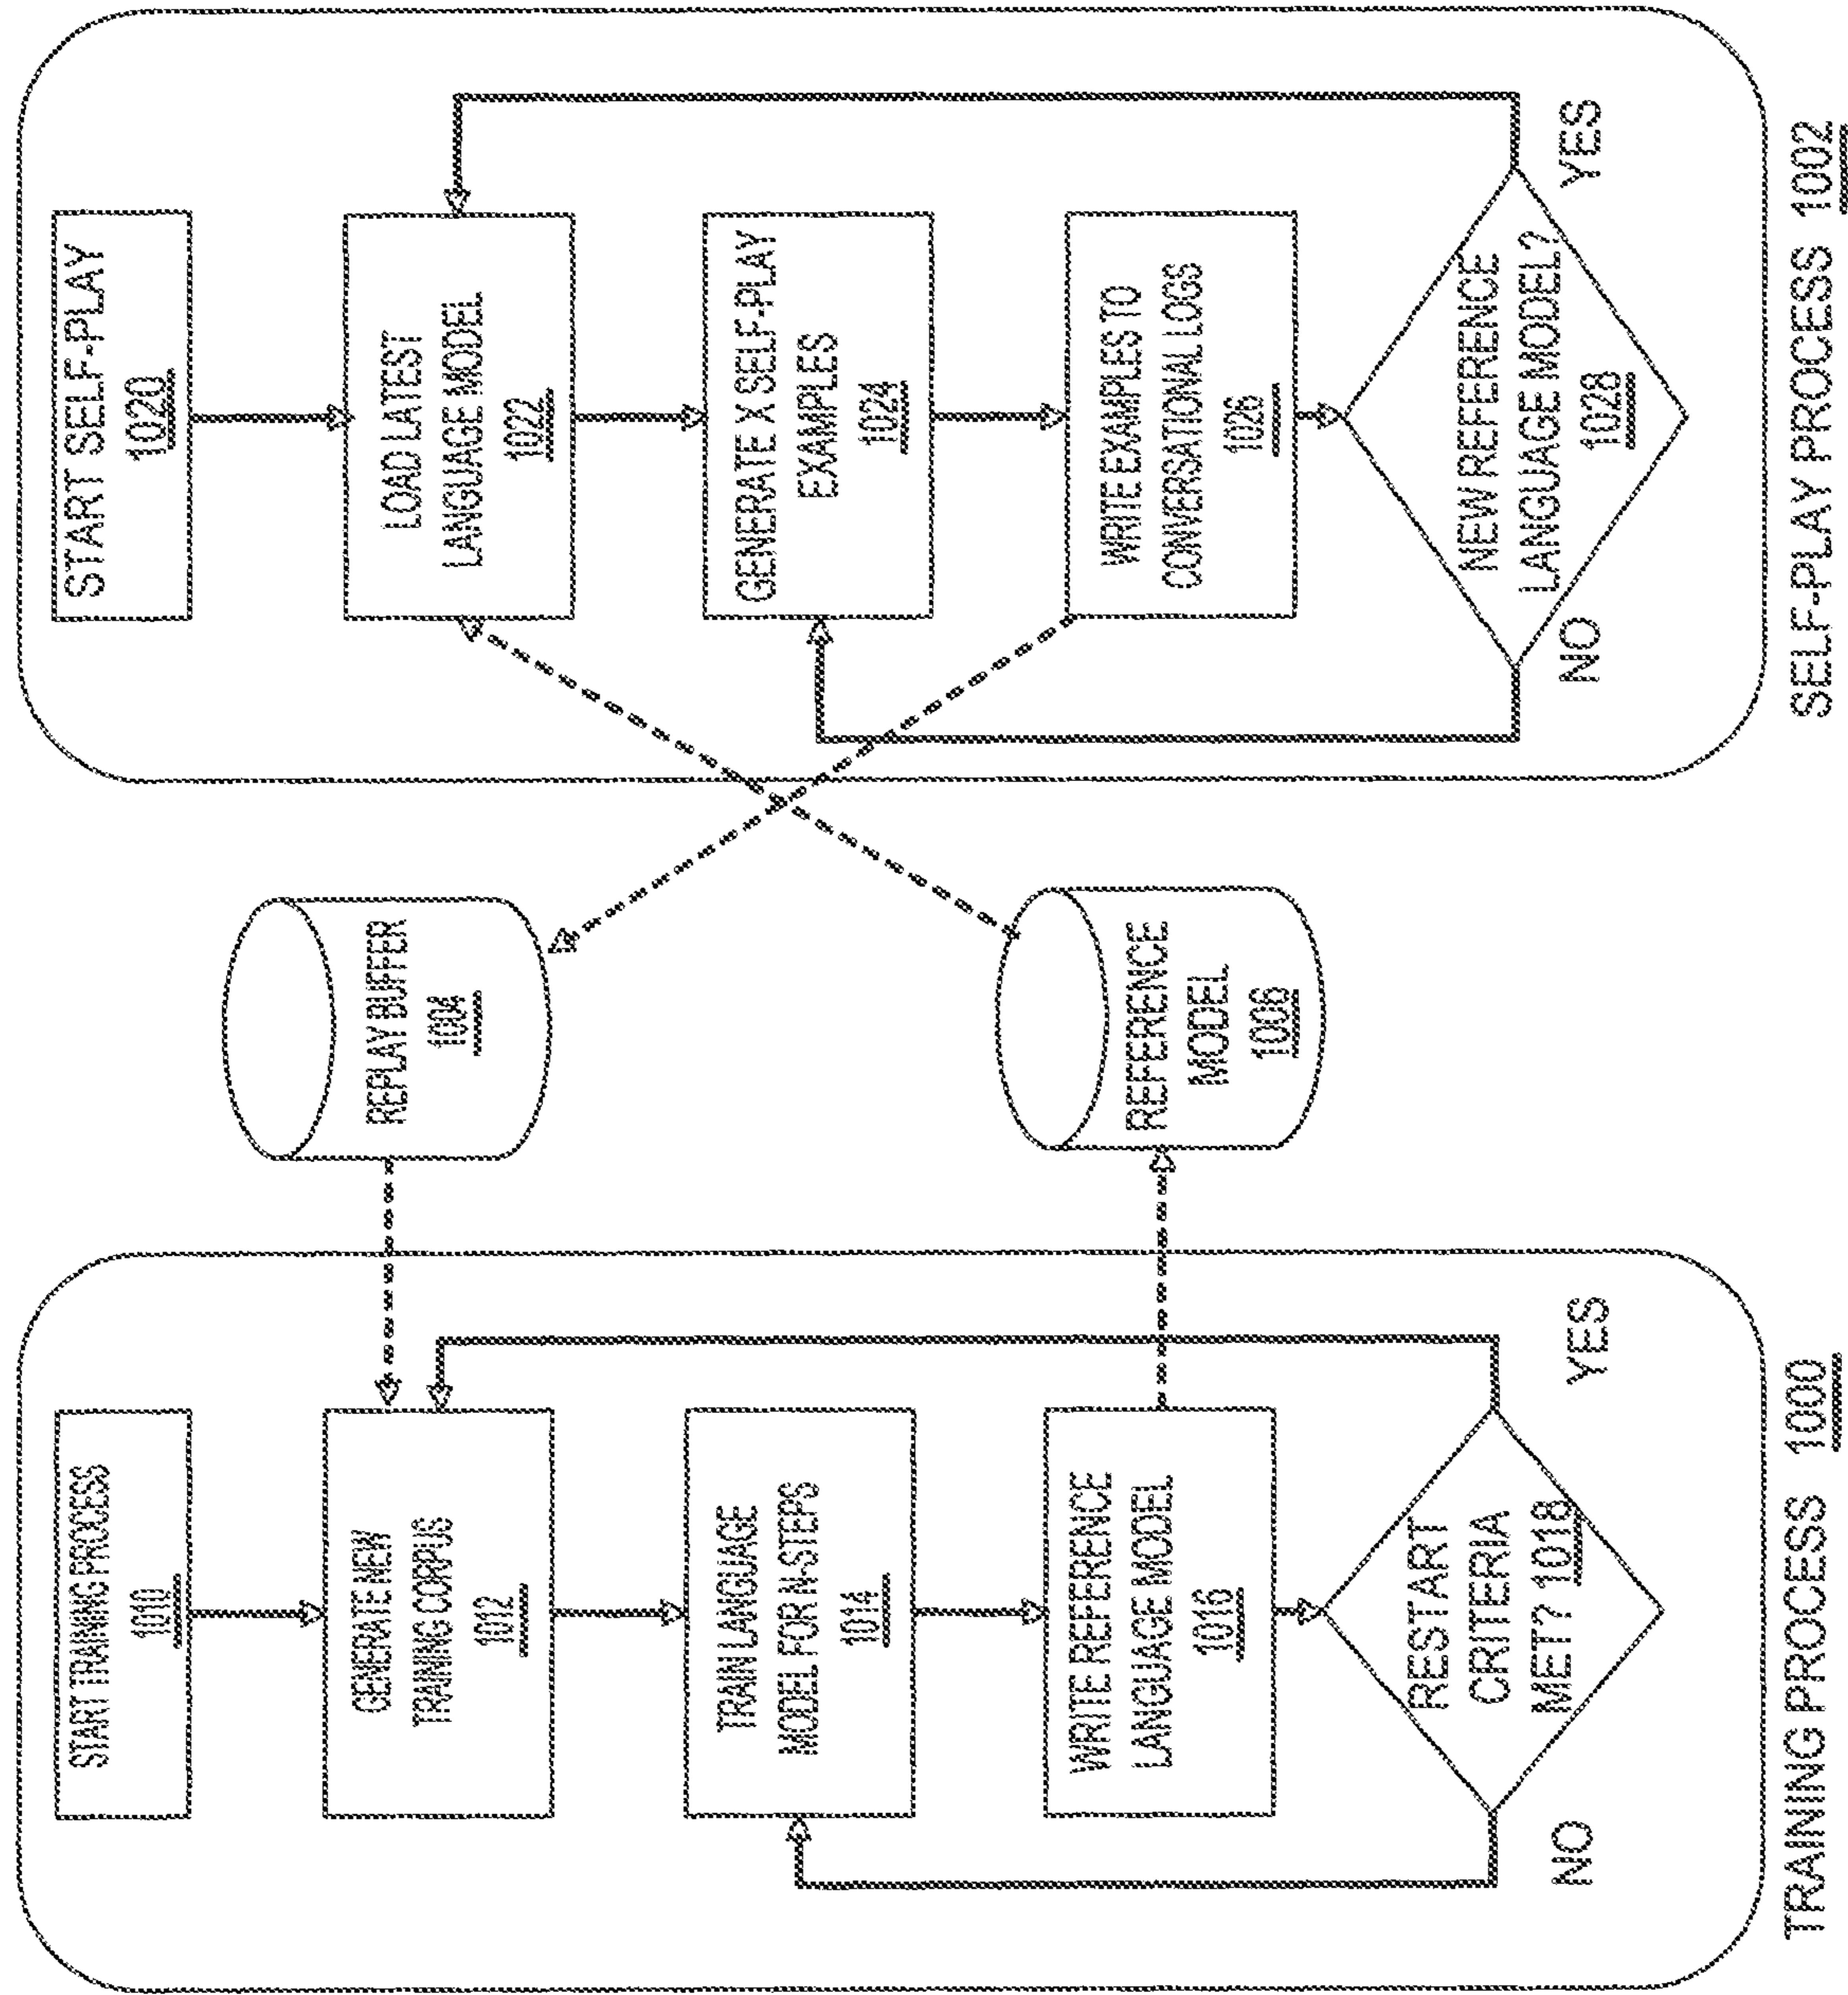 START TRAINING PROCESS
1010
GENERATE NEW
TRAINING CORPUS
1012
TRAIN LANGUAGE
MODEL FOR N-STEPS
1014
WRITE REFERENCE
LANGUAGE MODEL
1016
RESTART
CRITERIA
MET? 1018
NO
YES
TRAINING PROCESS 1000
REPLAY BUFFER
1004
REFERENCE
MODEL
1006
START SELF-PLAY
1020
LOAD LATEST
LANGUAGE MODEL
1022
GENERATE X SELF-PLAY
EXAMPLES
1024
WRITE EXAMPLES TO
CONVERSATIONAL LOGS
1026
NEW REFERENCE
LANGUAGE MODEL?
1028
NO
YES
SELF-PLAY PROCESS 1002